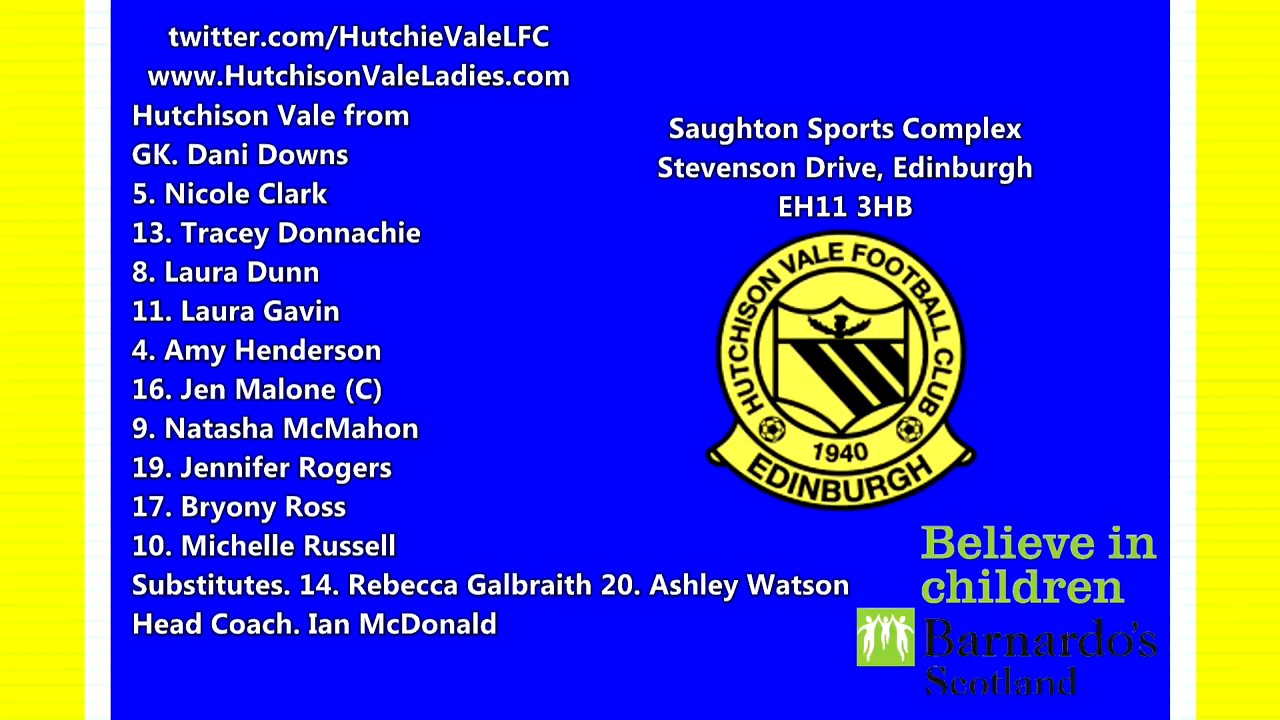 twitter.com/HutchieValeLFC
www.HutchisonValeLadies.com
Hutchison Vale from
GK. Dani Downs
5. Nicole Clark
13. Tracey Donnachie
8. Laura Dunn
11. Laura Gavin
4. Amy Henderson
16. Jen Malone (C)
9. Natasha McMahon
19. Jennifer Rogers
17. Bryony Ross
10. Michelle Russell
Substitutes. 14. Rebecca Galbraith 20. Ashley Watson
Head Coach. Ian McDonald
Saughton Sports Complex
Stevenson Drive, Edinburgh
EH11 3HB
HUTCHISON VALE FOOTBALL CLUB
1940
EDINBURGH
Believe in
children
Barnardo's
Scotland